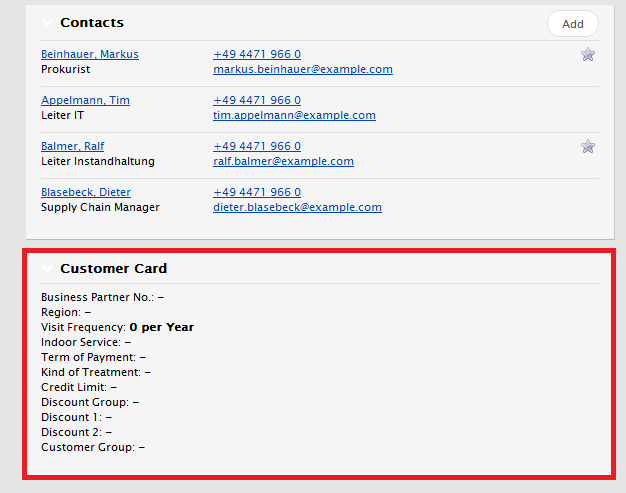 Contacts
Add
Beinhauer, Markus +49 4471 966 0
Prokurist markus.beinhauer@example.com
Appelmann, Tim +49 4471 966 0
Leiter IT tim.appelmann@example.com
Balmer, Ralf +49 4471 966 0
Leiter Instandhaltung ralf.balmer@example.com
Blasebeck, Dieter +49 4471 966 0
Supply Chain Manager dieter.blasebeck@example.com
Customer Card
Business Partner No.: –
Region: –
Visit Frequency: 0 per Year
Indoor Service: –
Term of Payment: –
Kind of Treatment: –
Credit Limit: –
Discount Group: –
Discount 1: –
Discount 2: –
Customer Group: –